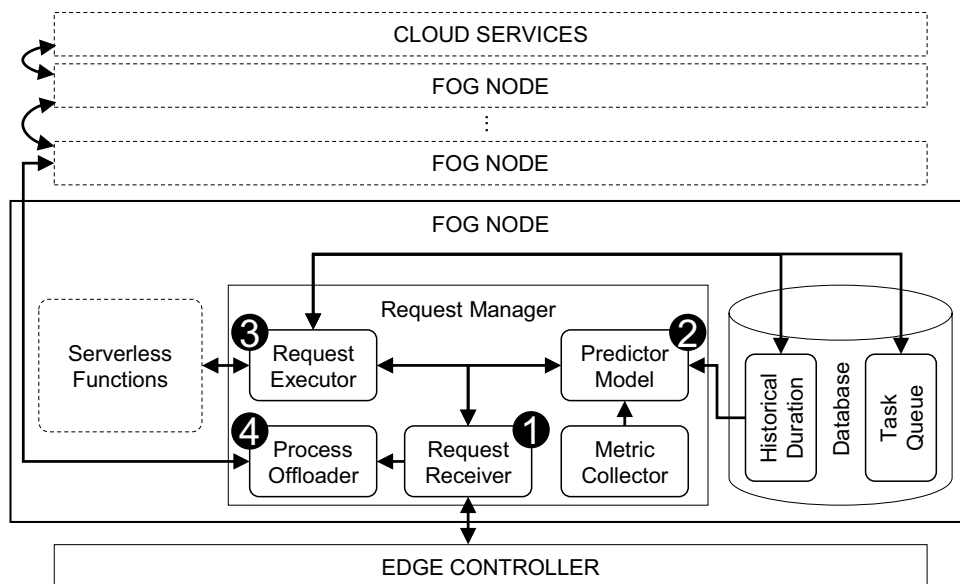 CLOUD SERVICES
FOG NODE
⋮
FOG NODE
FOG NODE
Request Manager
3
Request
Executor
2
Predictor
Model
Serverless
Functions
4
Process
Offloader
1
Request
Receiver
Metric
Collector
Historical
Duration
Database
Task
Queue
EDGE CONTROLLER